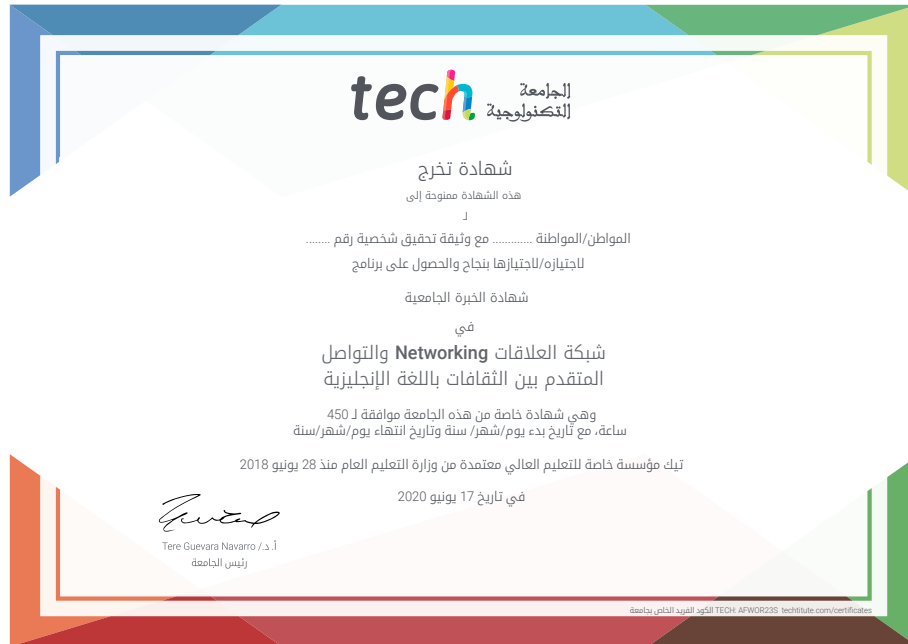 tech الجامعة
التكنولوجية
شهادة تخرج
هذه الشهادة ممنوحة إلى
لـ
المواطن/المواطنة ............ مع وثيقة تحقيق شخصية رقم ........
لاجتيازه/لاجتيازها بنجاح والحصول على برنامج
شهادة الخبرة الجامعية
في
شبكة العلاقات Networking والتواصل
المتقدم بين الثقافات باللغة الإنجليزية
وهي شهادة خاصة من هذه الجامعة موافقة لـ 450
ساعة، مع تاريخ بدء يوم/شهر/ سنة وتاريخ انتهاء يوم/شهر/سنة
تيك مؤسسة خاصة للتعليم العالي معتمدة من وزارة التعليم العام منذ 28 يونيو 2018
في تاريخ 17 يونيو 2020
أ. د./ Tere Guevara Navarro
رئيس الجامعة
الكود الفريد الخاص بجامعة TECH: AFWOR23S techtitute.com/certificates